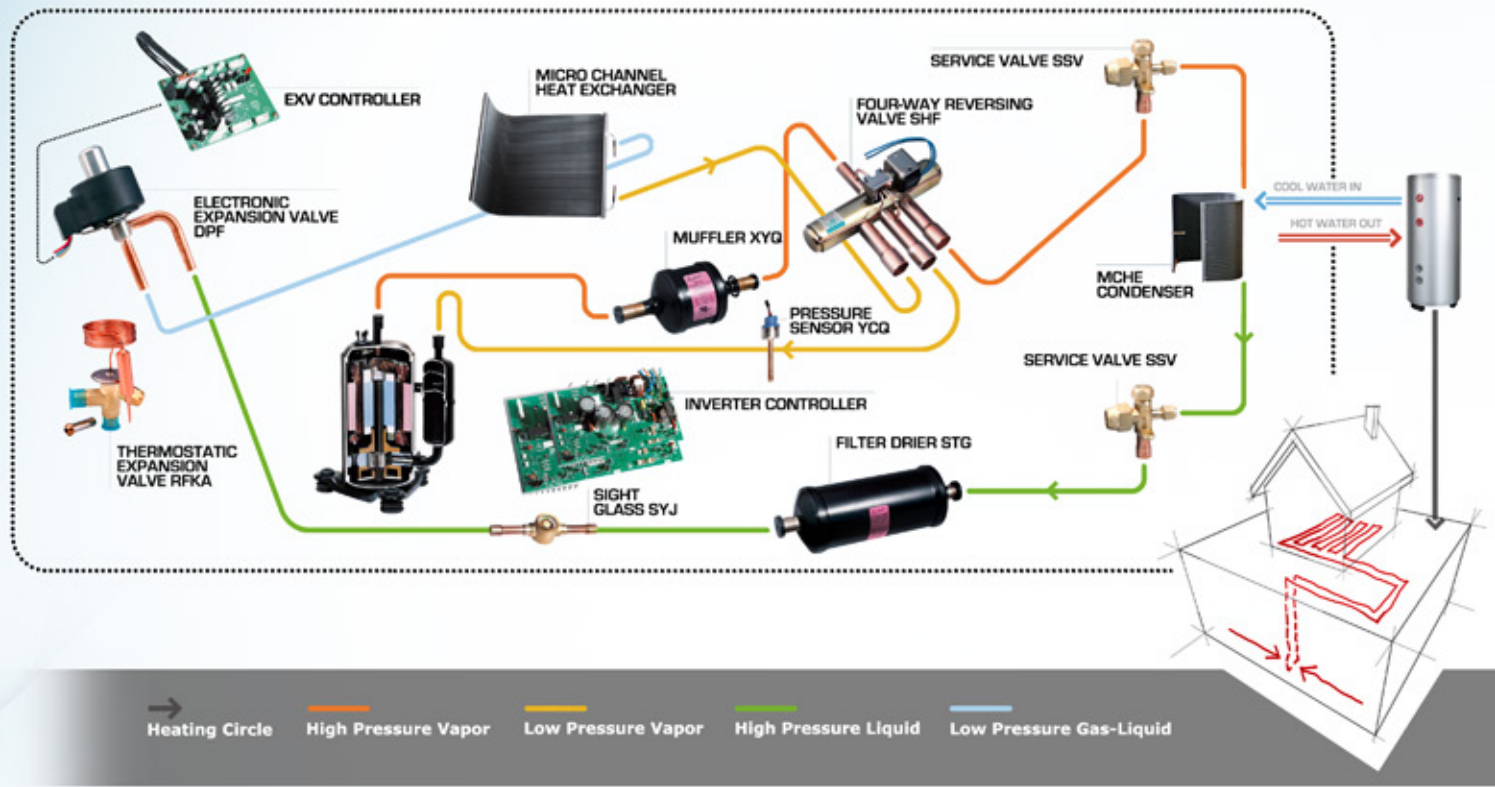 EXV CONTROLLER
MICRO CHANNEL
HEAT EXCHANGER
SERVICE VALVE SSV
FOUR-WAY REVERSING
VALVE SHF
ELECTRONIC
EXPANSION VALVE
DPF
COOL WATER IN
HOT WATER OUT
MUFFLER XYQ
MCHE
CONDENSER
PRESSURE
SENSOR YCQ
SERVICE VALVE SSV
INVERTER CONTROLLER
THERMOSTATIC
EXPANSION
VALVE RFKA
FILTER DRIER STG
SIGHT
GLASS SYJ
Heating Circle
High Pressure Vapor
Low Pressure Vapor
High Pressure Liquid
Low Pressure Gas-Liquid